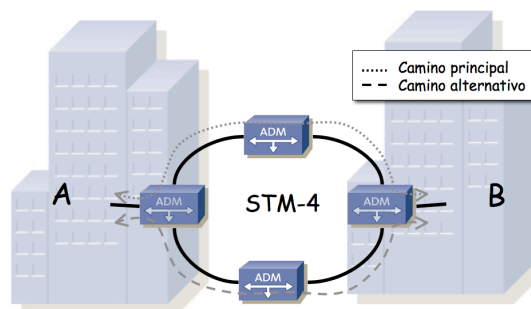 Camino principal
Camino alternativo
ADM
A
ADM
STM-4
ADM
B
ADM